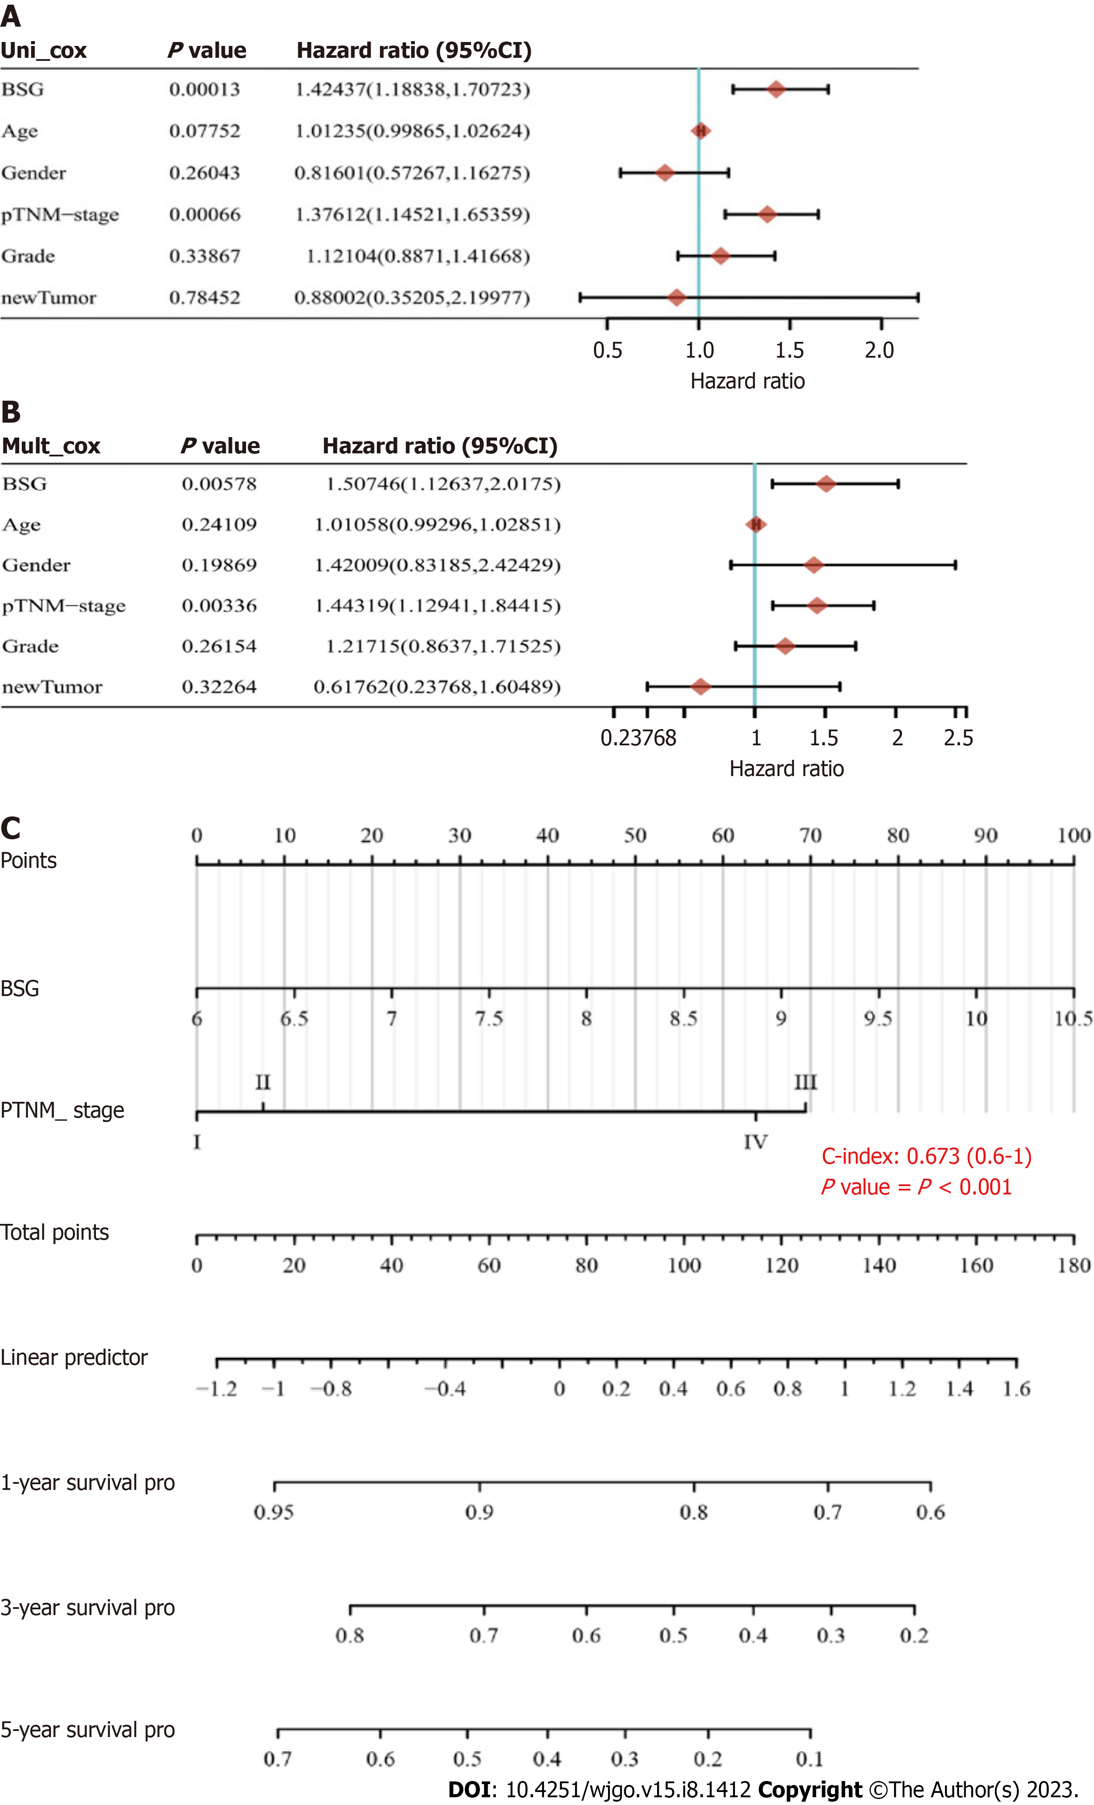 A
Uni_cox P value Hazard ratio (95%CI)
BSG 0.00013 1.42437(1.18838,1.70723)
Age 0.07752 1.01235(0.99865,1.02624)
Gender 0.26043 0.81601(0.57267,1.16275)
pTNM−stage 0.00066 1.37612(1.14521,1.65359)
Grade 0.33867 1.12104(0.8871,1.41668)
newTumor 0.78452 0.88002(0.35205,2.19977)
0.5 1.0 1.5 2.0
Hazard ratio
B
Mult_cox P value Hazard ratio (95%CI)
BSG 0.00578 1.50746(1.12637,2.0175)
Age 0.24109 1.01058(0.99296,1.02851)
Gender 0.19869 1.42009(0.83185,2.42429)
pTNM−stage 0.00336 1.44319(1.12941,1.84415)
Grade 0.26154 1.21715(0.8637,1.71525)
newTumor 0.32264 0.61762(0.23768,1.60489)
0.23768 1 1.5 2 2.5
Hazard ratio
C
0 10 20 30 40 50 60 70 80 90 100
Points
BSG
6 6.5 7 7.5 8 8.5 9 9.5 10 10.5
II III
PTNM_ stage
I IV
C-index: 0.673 (0.6-1)
P value = P < 0.001
Total points
0 20 40 60 80 100 120 140 160 180
Linear predictor
−1.2 −1 −0.8 −0.4 0 0.2 0.4 0.6 0.8 1 1.2 1.4 1.6
1-year survival pro
0.95 0.9 0.8 0.7 0.6
3-year survival pro
0.8 0.7 0.6 0.5 0.4 0.3 0.2
5-year survival pro
0.7 0.6 0.5 0.4 0.3 0.2 0.1
DOI: 10.4251/wjgo.v15.i8.1412 Copyright ©The Author(s) 2023.